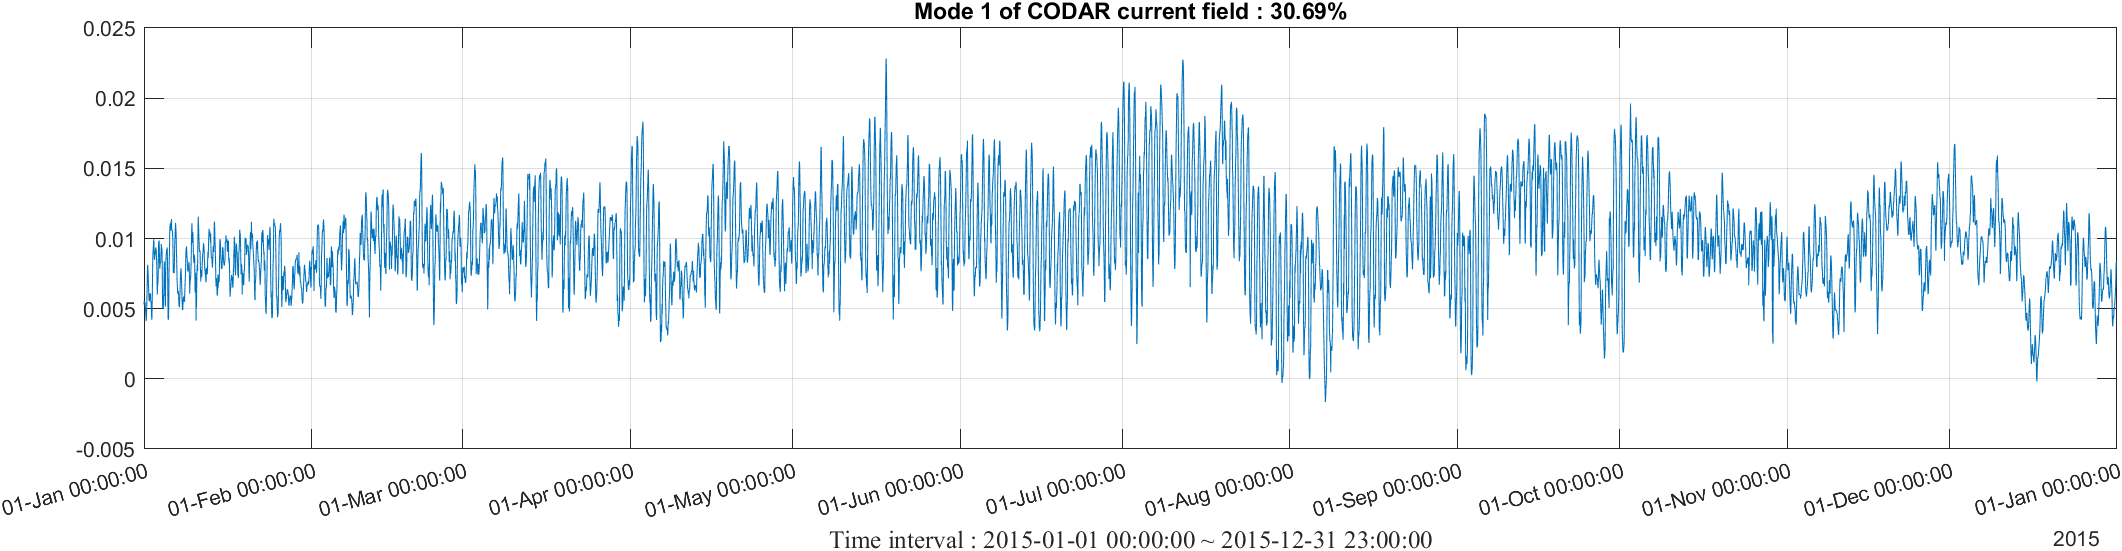 Mode 1 of CODAR current field : 30.69%
0.025
0.02
0.015
0.01
0.005
0
-0.005
01-Jan 00:00:00
01-Feb 00:00:00
01-Mar 00:00:00
01-Apr 00:00:00
01-May 00:00:00
01-Jun 00:00:00
01-Jul 00:00:00
01-Aug 00:00:00
01-Sep 00:00:00
01-Oct 00:00:00
01-Nov 00:00:00
01-Dec 00:00:00
01-Jan 00:00:00
Time interval : 2015-01-01 00:00:00 ~ 2015-12-31 23:00:00
2015